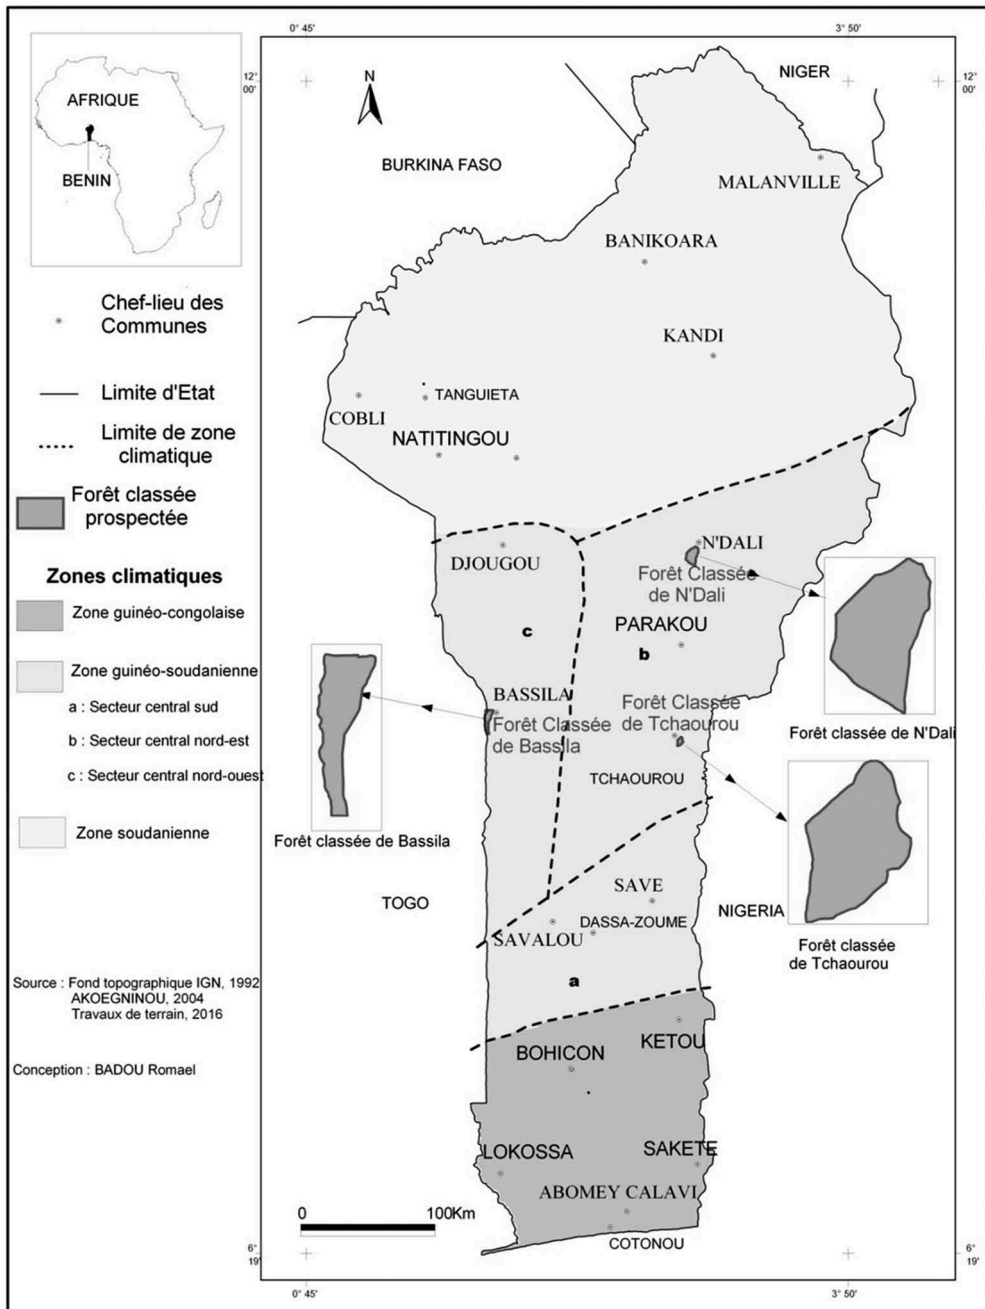 0° 45'
3° 50'
12°
00'
12°
00'
N
AFRIQUE
BENIN
NIGER
BURKINA FASO
MALANVILLE
BANIKOARA
KANDI
TANGUIETA
COBLI
NATITINGOU
DJOUGOU
N'DALI
Forêt Classée
de N'Dali
PARAKOU
c
b
BASSILA
Forêt Classée
de Bassila
Forêt Classée
de Tchaourou
TCHAOUROU
Forêt classée de N'Dali
Forêt classée de Bassila
Forêt classée
de Tchaourou
TOGO
NIGERIA
SAVE
DASSA-ZOUME
SAVALOU
a
KETOU
BOHICON
LOKOSSA
SAKETE
ABOMEY CALAVI
COTONOU
0 100Km
6°
19'
6°
19'
0° 45'
3° 50'
Chef-lieu des
Communes
Limite d'Etat
Limite de zone
climatique
Forêt classée
prospectée
Zones climatiques
Zone guinéo-congolaise
Zone guinéo-soudanienne
a : Secteur central sud
b : Secteur central nord-est
c : Secteur central nord-ouest
Zone soudanienne
Source : Fond topographique IGN, 1992
AKOEGNINOU, 2004
Travaux de terrain, 2016
Conception : BADOU Romael